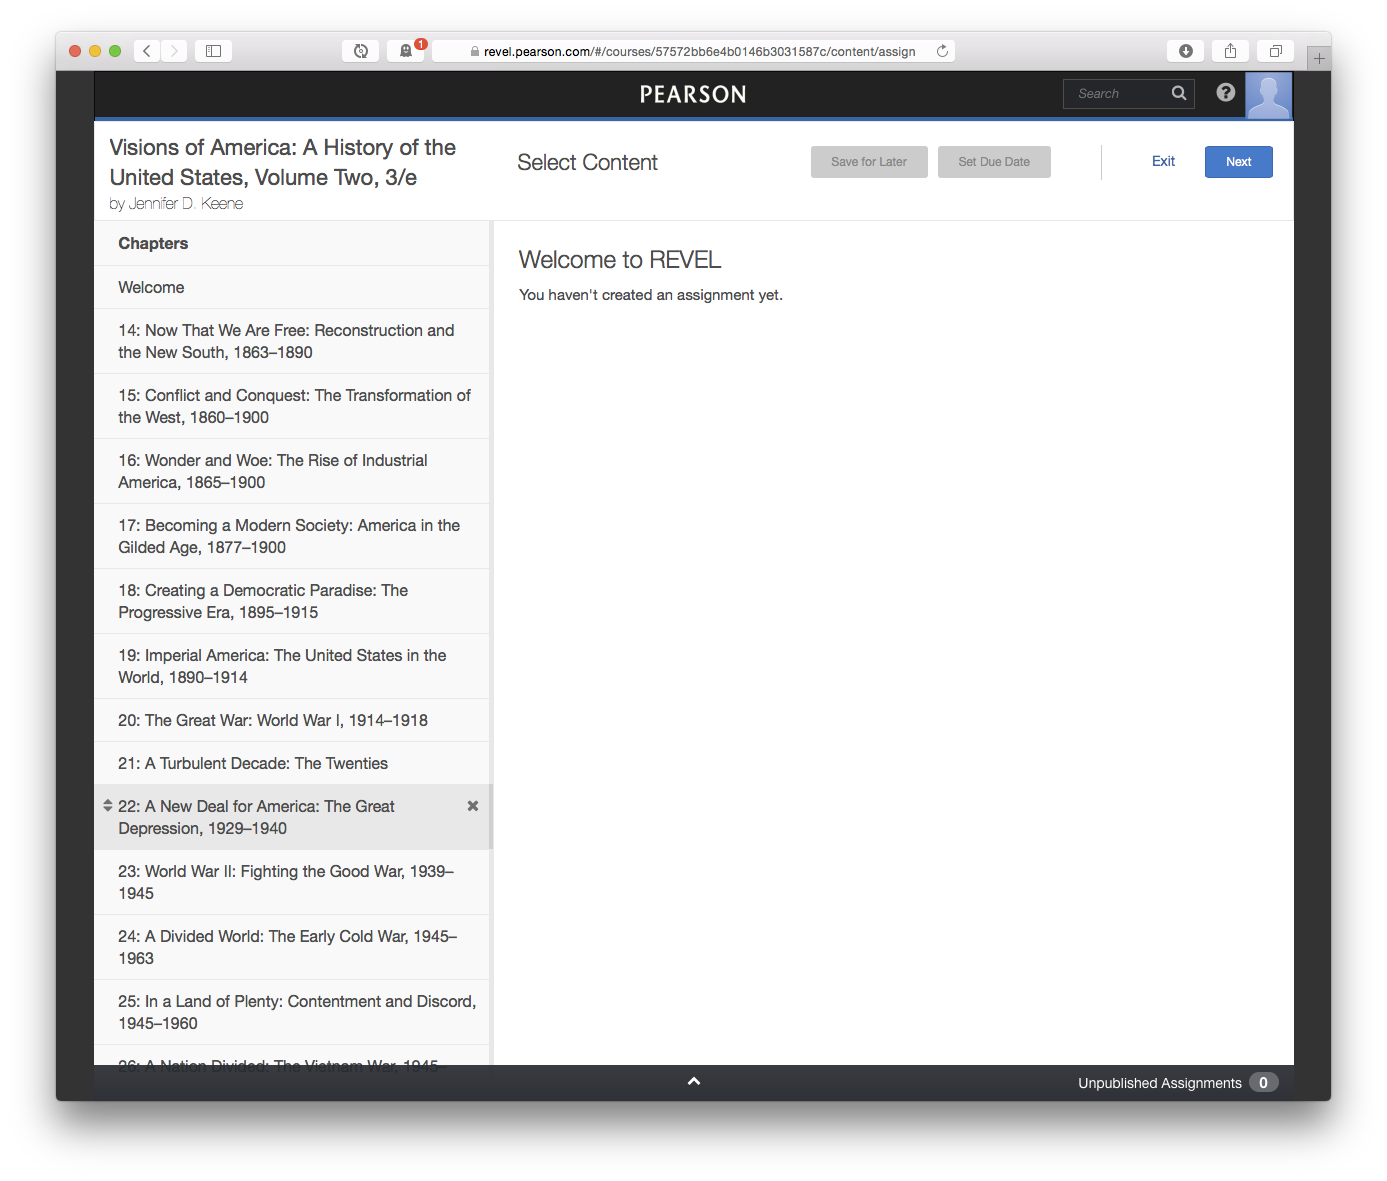 1
revel.pearson.com/#/courses/57572bb6e4b0146b3031587c/content/assign
PEARSON
Search
Visions of America: A History of the
United States, Volume Two, 3/e
by Jennifer D. Keene
Select Content
Save for Later
Set Due Date
Exit
Next
Chapters
Welcome
14: Now That We Are Free: Reconstruction and
the New South, 1863–1890
15: Conflict and Conquest: The Transformation of
the West, 1860–1900
16: Wonder and Woe: The Rise of Industrial
America, 1865–1900
17: Becoming a Modern Society: America in the
Gilded Age, 1877–1900
18: Creating a Democratic Paradise: The
Progressive Era, 1895–1915
19: Imperial America: The United States in the
World, 1890–1914
20: The Great War: World War I, 1914–1918
21: A Turbulent Decade: The Twenties
22: A New Deal for America: The Great
Depression, 1929–1940
23: World War II: Fighting the Good War, 1939–
1945
24: A Divided World: The Early Cold War, 1945–
1963
25: In a Land of Plenty: Contentment and Discord,
1945–1960
26: A Nation Divided: The Vietnam War, 1945–
Welcome to REVEL
You haven't created an assignment yet.
Unpublished Assignments 0